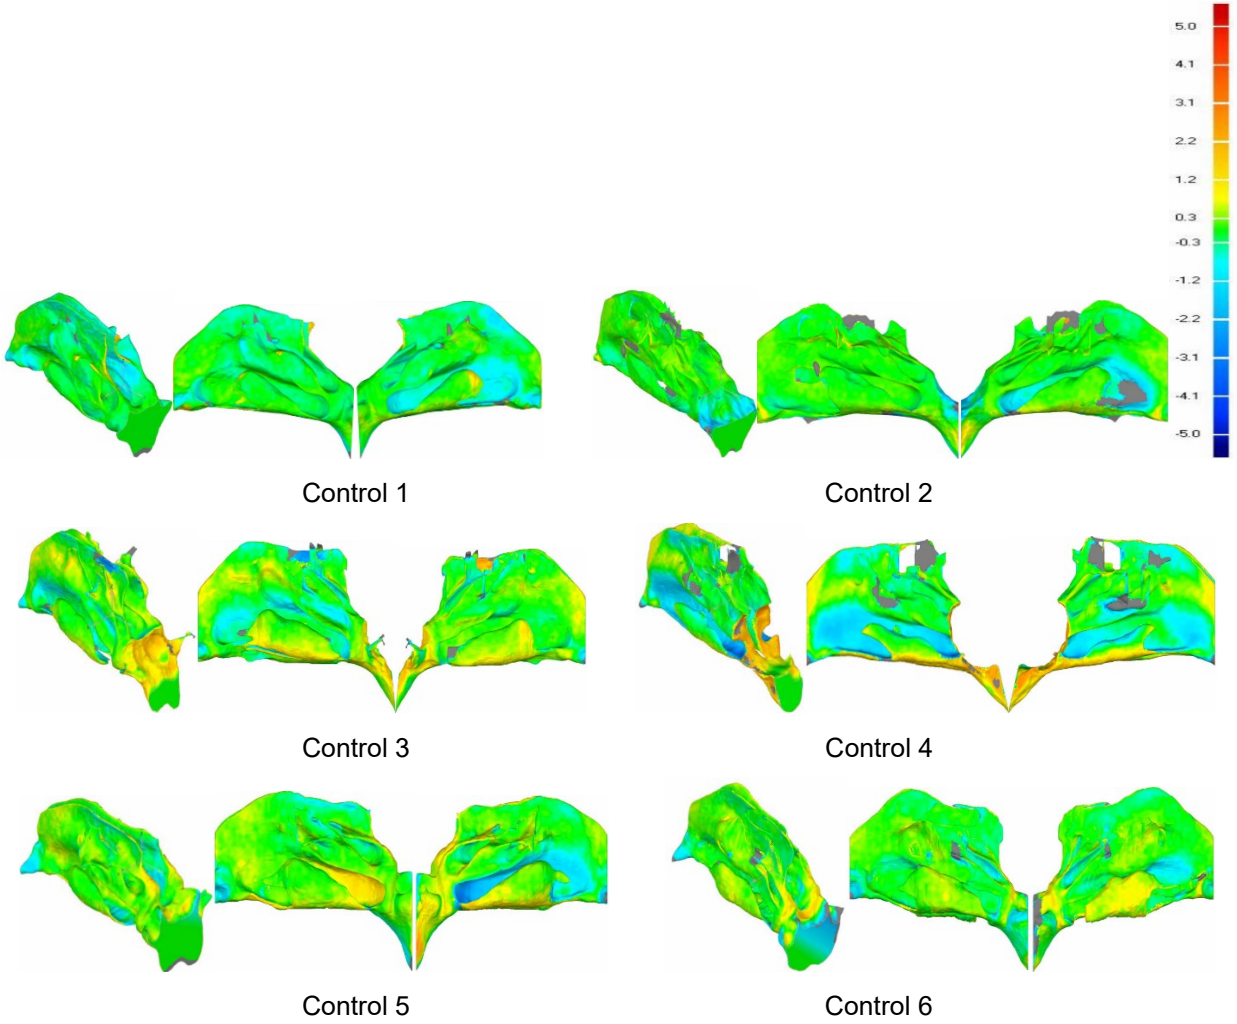 5.0
4.1
3.1
2.2
1.2
0.3
-0.3
-1.2
-2.2
-3.1
-4.1
-5.0
Control 1
Control 2
Control 3
Control 4
Control 5
Control 6